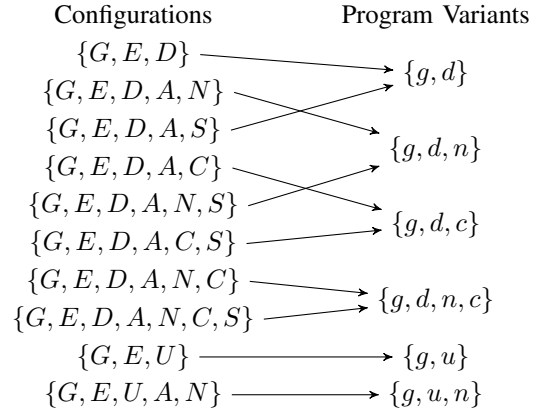 Configurations Program Variants
{G, E, D}
{g, d}
{G, E, D, A, N}
{G, E, D, A, S}
{g, d, n}
{G, E, D, A, C}
{G, E, D, A, N, S}
{g, d, c}
{G, E, D, A, C, S}
{G, E, D, A, N, C}
{g, d, n, c}
{G, E, D, A, N, C, S}
{G, E, U} {g, u}
{G, E, U, A, N} {g, u, n}